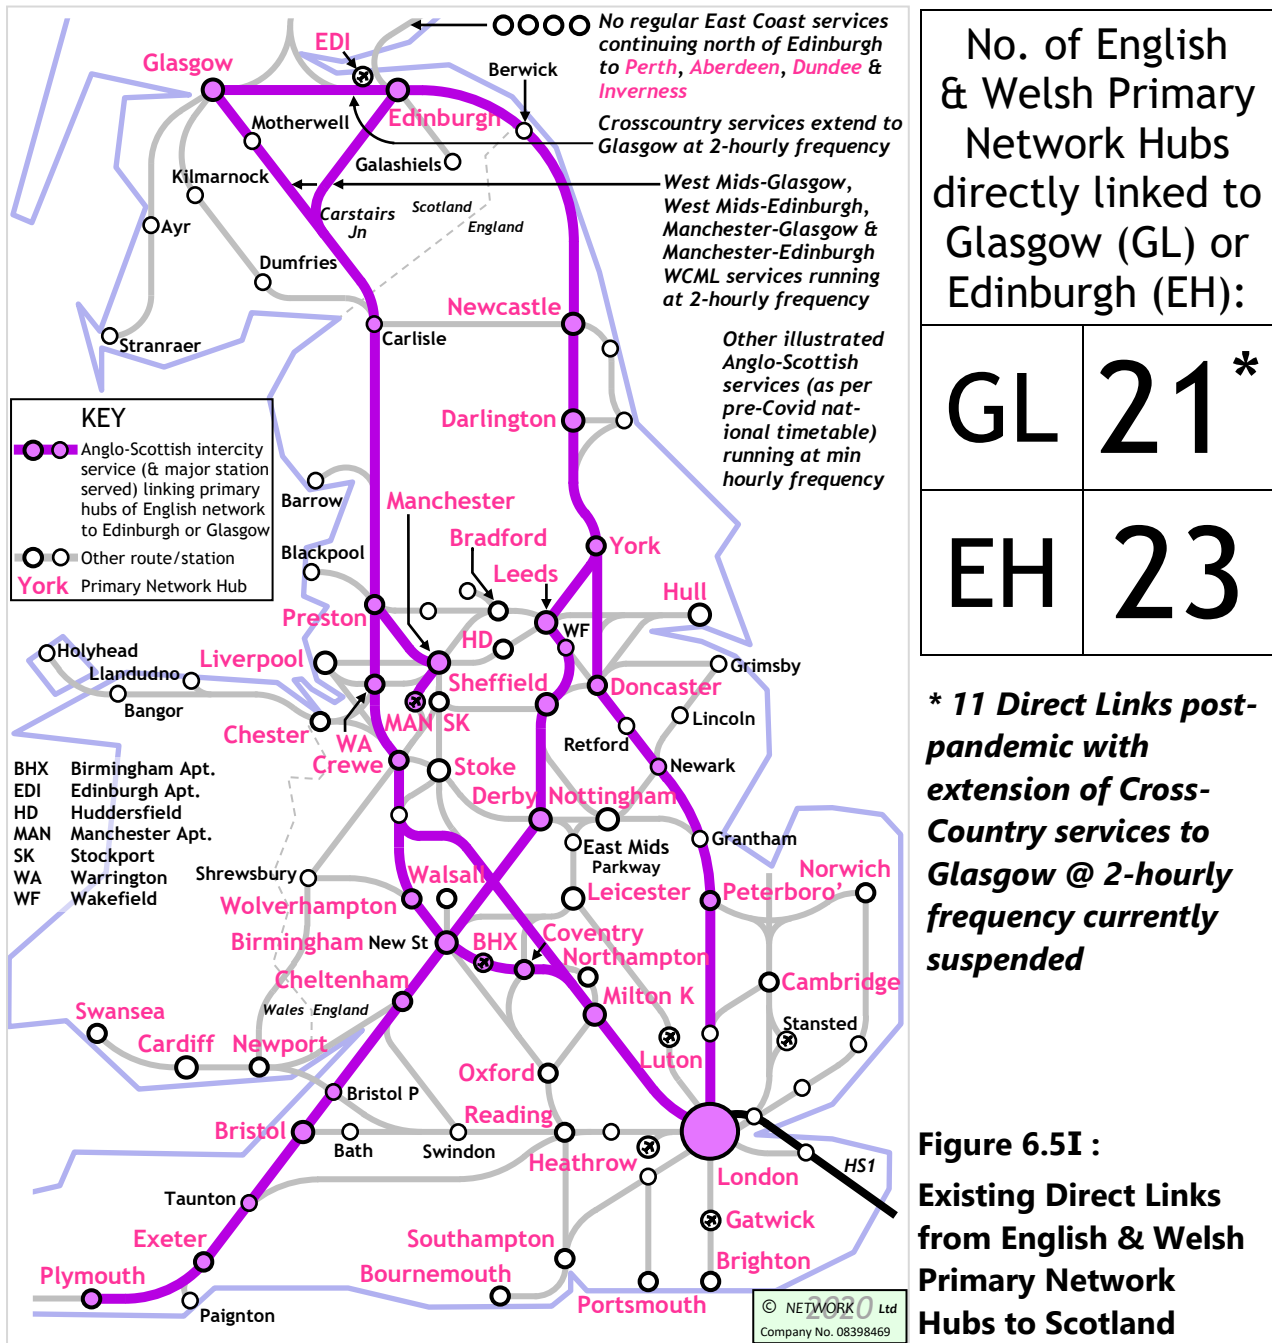 No regular East Coast services
continuing north of Edinburgh
to Perth, Aberdeen, Dundee &
Inverness
EDI
Glasgow
Berwick
Edinburgh
Motherwell
Crosscountry services extend to
Glasgow at 2-hourly frequency
Galashiels
Kilmarnock
West Mids-Glasgow,
West Mids-Edinburgh,
Manchester-Glasgow &
Manchester-Edinburgh
WCML services running
at 2-hourly frequency
Carstairs
Jn
Scotland
England
Ayr
Dumfries
Newcastle
Carlisle
Stranraer
Other illustrated
Anglo-Scottish
services (as per
pre-Covid nat-
ional timetable)
running at min
hourly frequency
KEY
Anglo-Scottish intercity
service (& major station
served) linking primary
hubs of English network
to Edinburgh or Glasgow
Other route/station
York Primary Network Hub
Darlington
Barrow
Manchester
Blackpool
Bradford
York
Leeds
Hull
Preston
WF
HD
Holyhead
Liverpool
Grimsby
Llandudno
Sheffield
Doncaster
Bangor
MAN SK
Lincoln
Chester
WA
Retford
Crewe
Stoke
Newark
BHX Birmingham Apt.
EDI Edinburgh Apt.
HD Huddersfield
MAN Manchester Apt.
SK Stockport
WA Warrington
WF Wakefield
Derby
Nottingham
Grantham
East Mids
Parkway
Shrewsbury
Walsall
Norwich
Leicester
Peterboro'
Wolverhampton
Birmingham
New St
BHX
Coventry
Northampton
Cheltenham
Cambridge
Milton K
Wales England
Swansea
Stansted
Cardiff
Newport
Luton
Oxford
Bristol P
Reading
Bristol
Bath
Swindon
Heathrow
HS1
London
Taunton
Gatwick
Exeter
Southampton
Brighton
Plymouth
Bournemouth
Portsmouth
Paignton
© NETWORK 2020 Ltd
Company No. 08398469
No. of English
& Welsh Primary
Network Hubs
directly linked to
Glasgow (GL) or
Edinburgh (EH):
GL 21*
EH 23
* 11 Direct Links post-
pandemic with
extension of Cross-
Country services to
Glasgow @ 2-hourly
frequency currently
suspended
Figure 6.5I :
Existing Direct Links
from English & Welsh
Primary Network
Hubs to Scotland